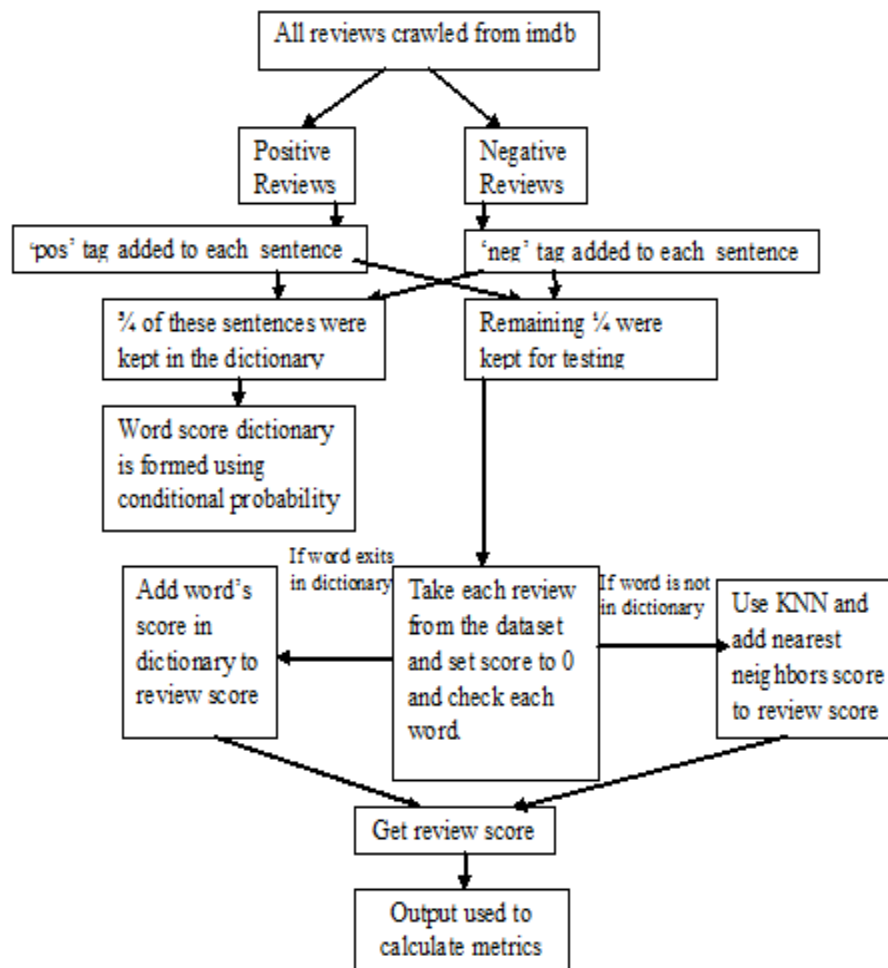 All reviews crawled from imdb
Positive
Reviews
Negative
Reviews
‘pos’ tag added to each sentence
‘neg’ tag added to each sentence
¾ of these sentences were
kept in the dictionary
Remaining ¼ were
kept for testing
Word score dictionary
is formed using
conditional probability
If word exits
in dictionary
If word is not
in dictionary
Add word’s
score in
dictionary to
review score
Take each review
from the dataset
and set score to 0
and check each
word.
Use KNN and
add nearest
neighbors score
to review score
Get review score
Output used to
calculate metrics